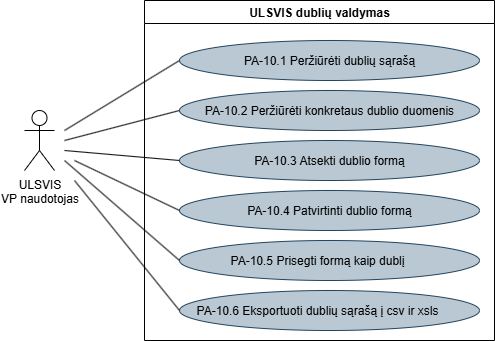 ULSVIS dublių valdymas
PA-10.1 Peržiūrėti dublių sąrašą
PA-10.2 Peržiūrėti konkretaus dublio duomenis
PA-10.3 Atsekti dublio formą
PA-10.4 Patvirtinti dublio formą
PA-10.5 Prisegti formą kaip dublį
PA-10.6 Eksportuoti dublių sąrašą į csv ir xsls
ULSVIS
VP naudotojas